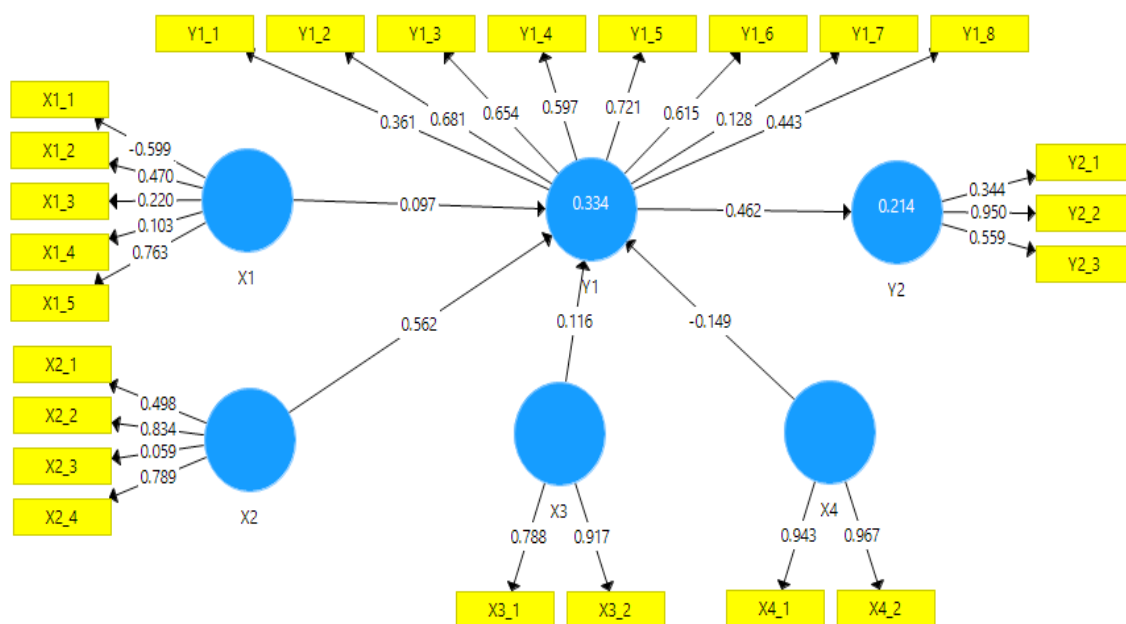 Y1_1 Y1_2 Y1_3 Y1_4 Y1_5 Y1_6 Y1_7 Y1_8
0.361 0.681 0.654 0.597 0.721 0.615 0.128 0.443
X1_1
X1_2
X1_3
X1_4
X1_5
-0.599
0.470
0.220
0.103
0.763
X1
0.097
0.334
Y1
0.462
0.214
Y2
0.344
0.950
0.559
Y2_1
Y2_2
Y2_3
X2_1
X2_2
X2_3
X2_4
0.498
0.834
0.059
0.789
X2
0.562
0.116
-0.149
X3
0.788 0.917
X3_1 X3_2
X4
0.943 0.967
X4_1 X4_2